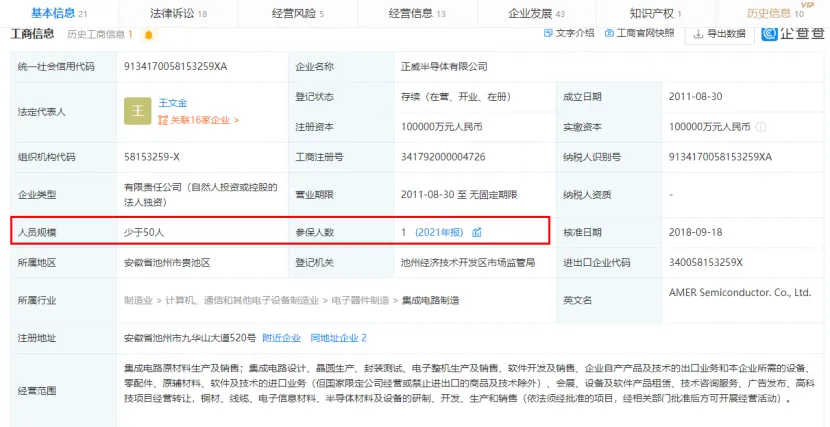 基本信息 21 法律诉讼 18 经营风险 5 经营信息 13 企业发展 43 知识产权 1 历史信息 10 VIP
工商信息 历史工商信息 1 文字介绍 工商官网快照 导出数据 企查查
统一社会信用代码 9134170058153259XA 企业名称 正威半导体有限公司
法定代表人 王 王文金 关联16家企业 > 登记状态 存续（在营、开业、在册） 成立日期 2011-08-30
注册资本 100000万元人民币 实缴资本 100000万元人民币
组织机构代码 58153259-X 工商注册号 341792000004726 纳税人识别号 9134170058153259XA
企业类型 有限责任公司（自然人投资或控股的法人独资） 营业期限 2011-08-30 至 无固定期限 纳税人资质 -
人员规模 少于50人 参保人数 1 （2021年报） 核准日期 2018-09-18
所属地区 安徽省池州市贵池区 登记机关 池州经济技术开发区市场监管局 进出口企业代码 340058153259X
所属行业 制造业 > 计算机、通信和其他电子设备制造业 > 电子器件制造 > 集成电路制造 英文名 AMER Semiconductor. Co., Ltd.
注册地址 安徽省池州市九华山大道520号 附近企业 同地址企业 2
经营范围
集成电路原材料生产及销售；集成电路设计、晶圆生产、封装测试、电子整机生产及销售、软件开发及销售、企业自产产品及技术的出口业务和本企业所需的设备、
零配件、原辅材料、软件及技术的进口业务（但国家限定公司经营或禁止进出口的商品及技术除外）、会展、设备及软件产品租赁、技术咨询服务、广告发布、高科
技项目经营转让，铜材、线缆、电子信息材料、半导体材料及设备的研制、开发、生产和销售（依法须经批准的项目，经相关部门批准后方可开展经营活动）。